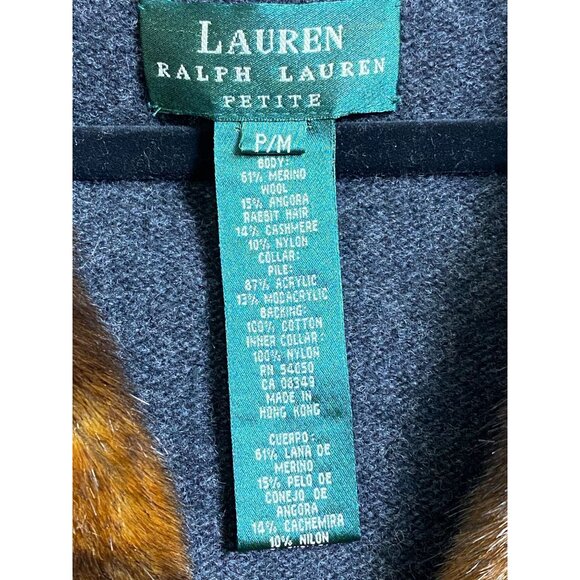 LAUREN
RALPH LAUREN
PETITE
P/M
BODY:
61% MERINO
WOOL
15% ANGORA
RABBIT HAIR
14% CASHMERE
10% NYLON
COLLAR:
PILE:
87% ACRYLIC
13% MODACRYLIC
BACKING:
100% COTTON
INNER COLLAR:
100% NYLON
RN 54050
CA 08349
MADE IN
HONG KONG
CUERPO:
61% LANA DE
MERINO
15% PELO DE
CONEJO DE
ANGORA
14% CACHEMIRA
10% NILON